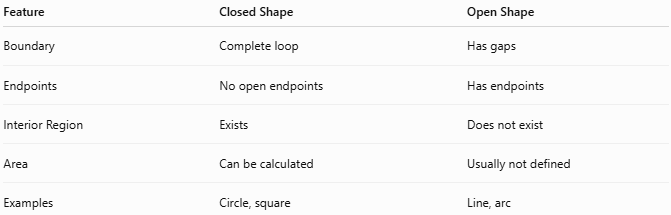 Feature Closed Shape Open Shape
Boundary Complete loop Has gaps
Endpoints No open endpoints Has endpoints
Interior Region Exists Does not exist
Area Can be calculated Usually not defined
Examples Circle, square Line, arc